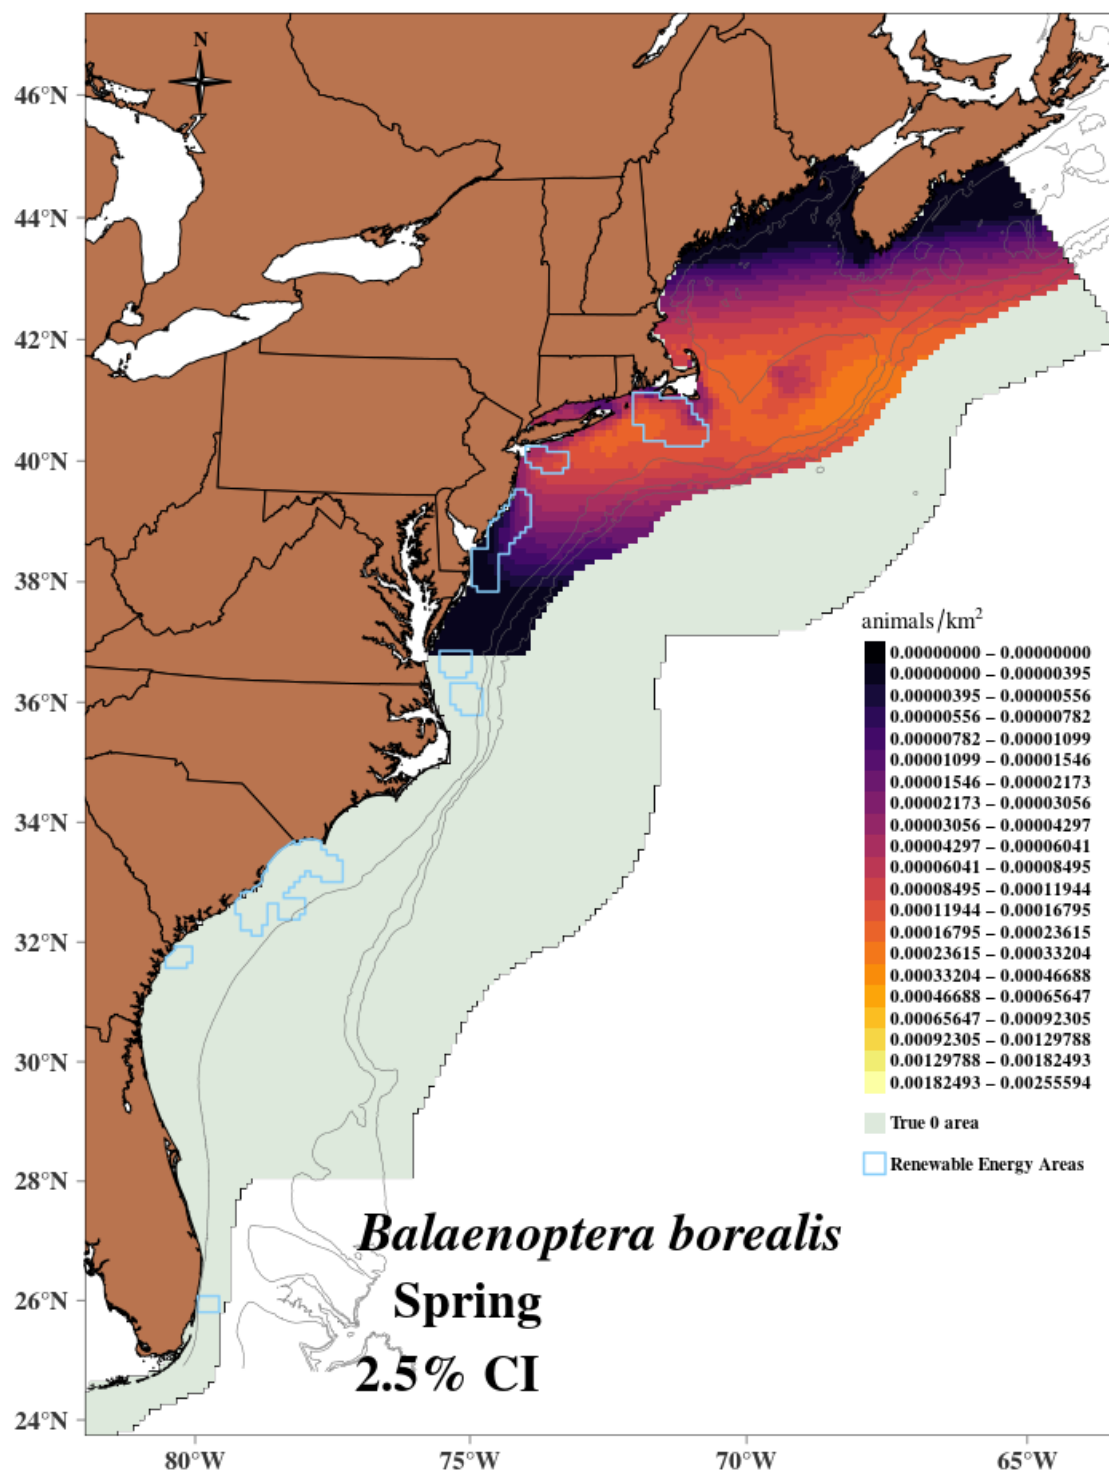 N
46°N
44°N
42°N
40°N
38°N
36°N
34°N
32°N
30°N
28°N
26°N
24°N
animals/km²
0.00000000 – 0.00000000
0.00000000 – 0.00000395
0.00000395 – 0.00000556
0.00000556 – 0.00000782
0.00000782 – 0.00001099
0.00001099 – 0.00001546
0.00001546 – 0.00002173
0.00002173 – 0.00003056
0.00003056 – 0.00004297
0.00004297 – 0.00006041
0.00006041 – 0.00008495
0.00008495 – 0.00011944
0.00011944 – 0.00016795
0.00016795 – 0.00023615
0.00023615 – 0.00033204
0.00033204 – 0.00046688
0.00046688 – 0.00065647
0.00065647 – 0.00092305
0.00092305 – 0.00129788
0.00129788 – 0.00182493
0.00182493 – 0.00255594
True 0 area
Renewable Energy Areas
Balaenoptera borealis
Spring
2.5% CI
80°W 75°W 70°W 65°W